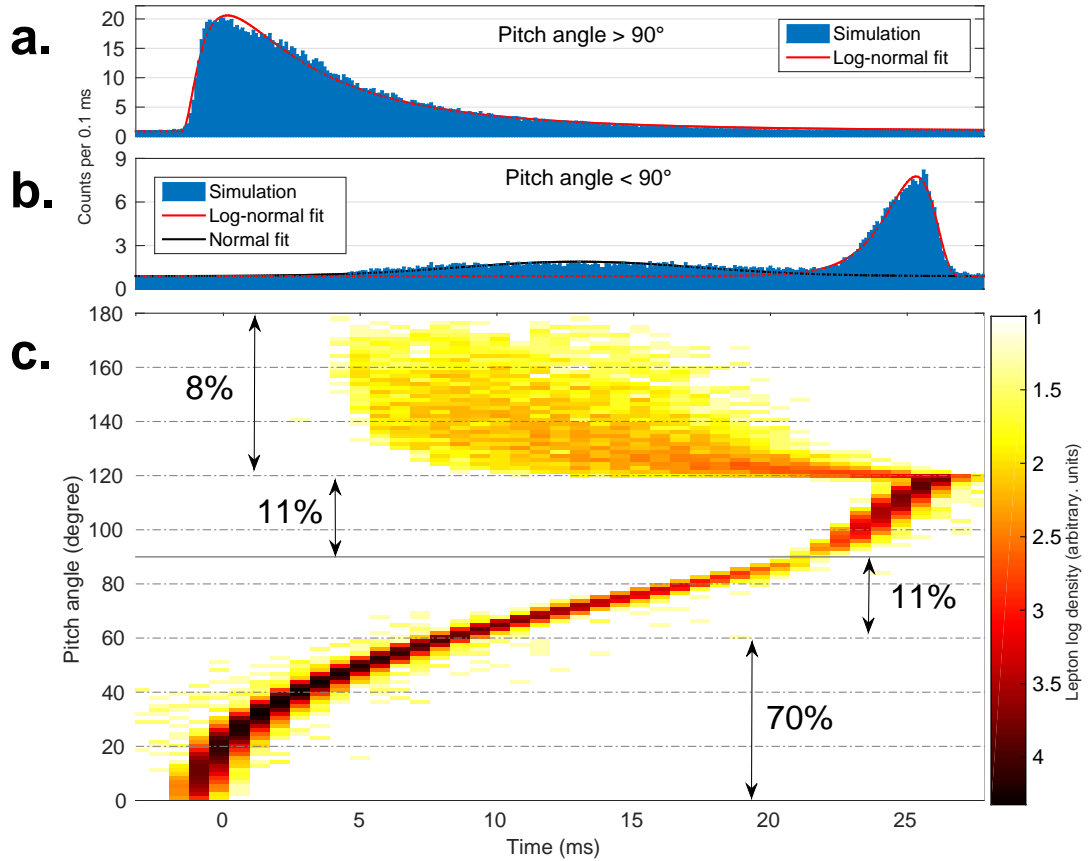 a.
Counts per 0.1 ms
20
15
10
5
0
Pitch angle > 90°
Simulation
Log-normal fit
b.
9
6
3
0
Pitch angle < 90°
Simulation
Log-normal fit
Normal fit
c.
Pitch angle (degree)
180
160
140
120
100
80
60
40
20
0
8%
11%
11%
70%
0
5
10
15
20
25
Time (ms)
1
1.5
2
2.5
3
3.5
4
Lepton log density (arbitrary. units)